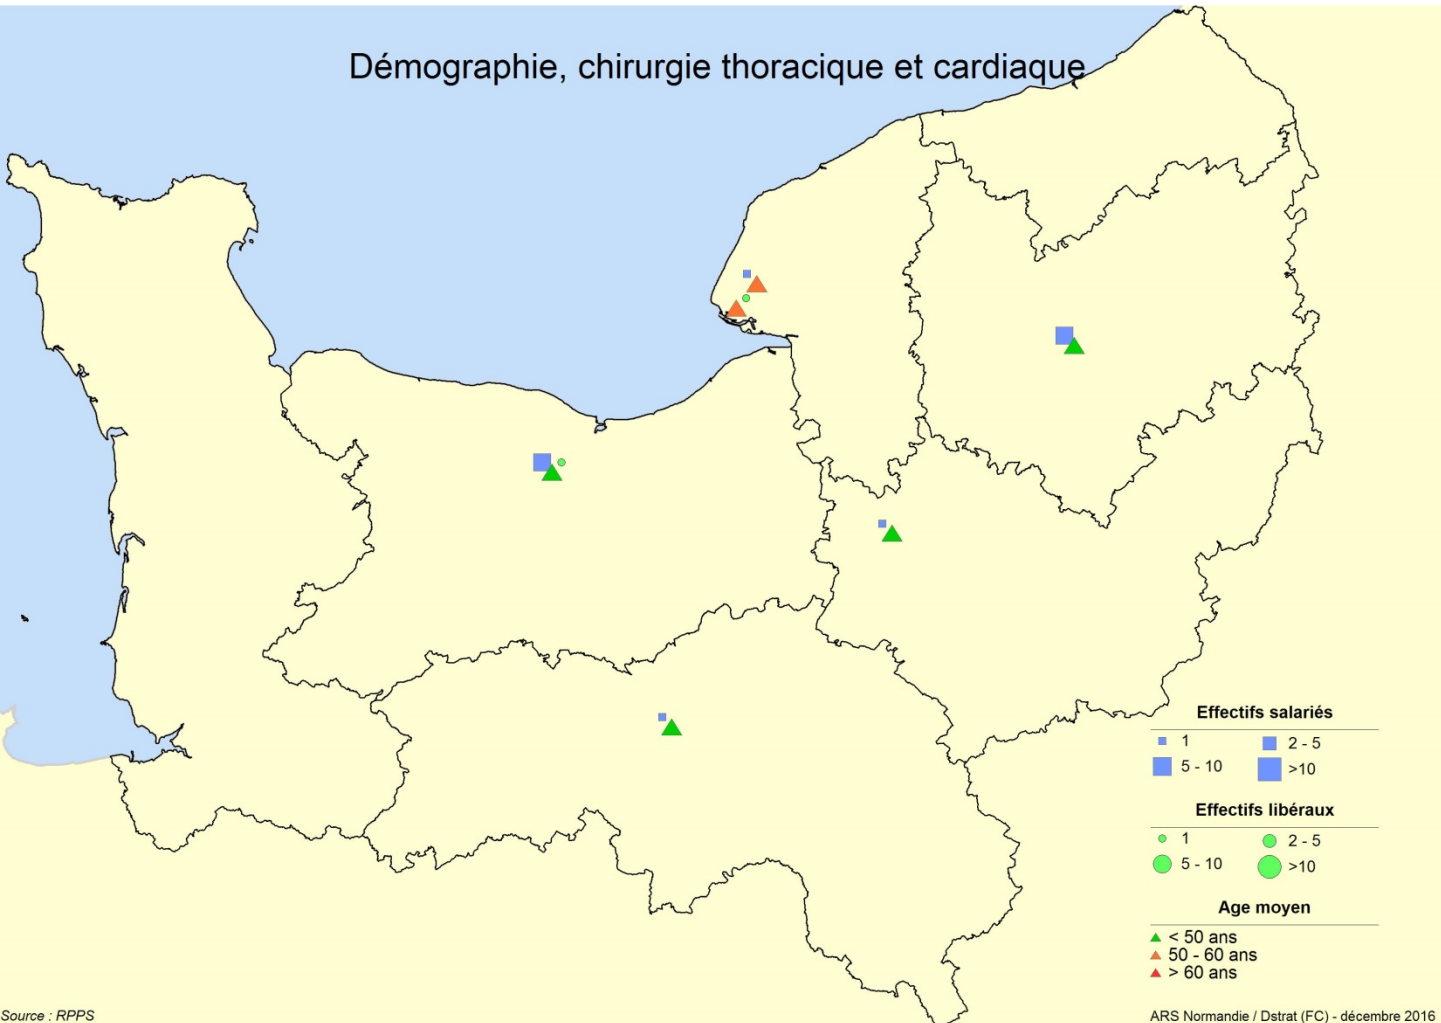 Démographie, chirurgie thoracique et cardiaque
Effectifs salariés
1 2 - 5
5 - 10 >10
Effectifs libéraux
1 2 - 5
5 - 10 >10
Age moyen
< 50 ans
50 - 60 ans
> 60 ans
Source : RPPS
ARS Normandie / Dstrat (FC) - décembre 2016